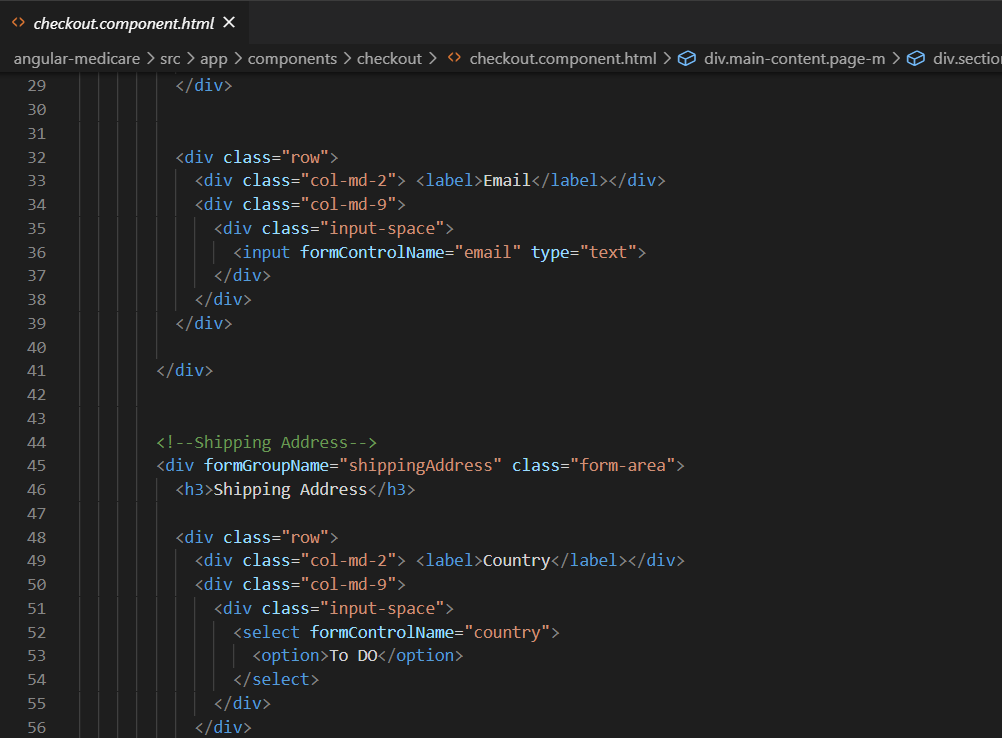 checkout.component.html
angular-medicare > src > app > components > checkout > checkout.component.html > div.main-content.page-m > div.sectio
29 </div>
30
31
32 <div class="row">
33 <div class="col-md-2"> <label>Email</label></div>
34 <div class="col-md-9">
35 <div class="input-space">
36 <input formControlName="email" type="text">
37 </div>
38 </div>
39 </div>
40
41 </div>
42
43
44 <!--Shipping Address-->
45 <div formGroupName="shippingAddress" class="form-area">
46 <h3>Shipping Address</h3>
47
48 <div class="row">
49 <div class="col-md-2"> <label>Country</label></div>
50 <div class="col-md-9">
51 <div class="input-space">
52 <select formControlName="country">
53 <option>To DO</option>
54 </select>
55 </div>
56 </div>